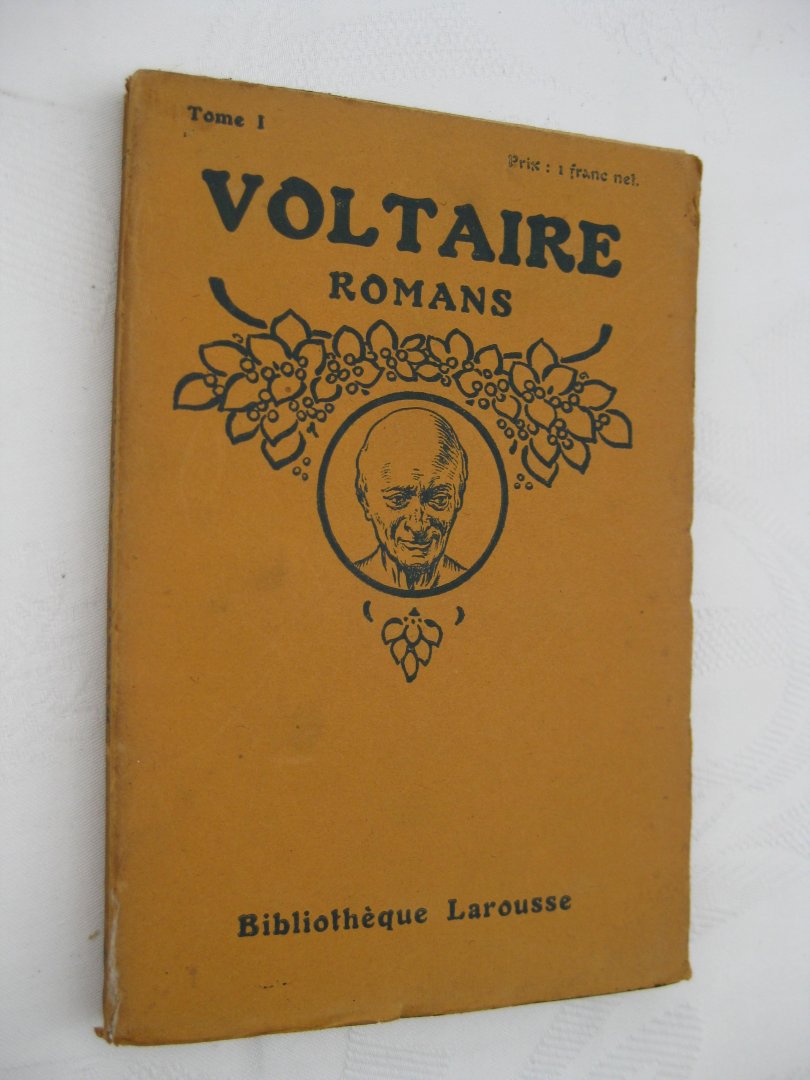 Tome I
Prix : 1 franc net.
VOLTAIRE
ROMANS
Bibliothèque Larousse